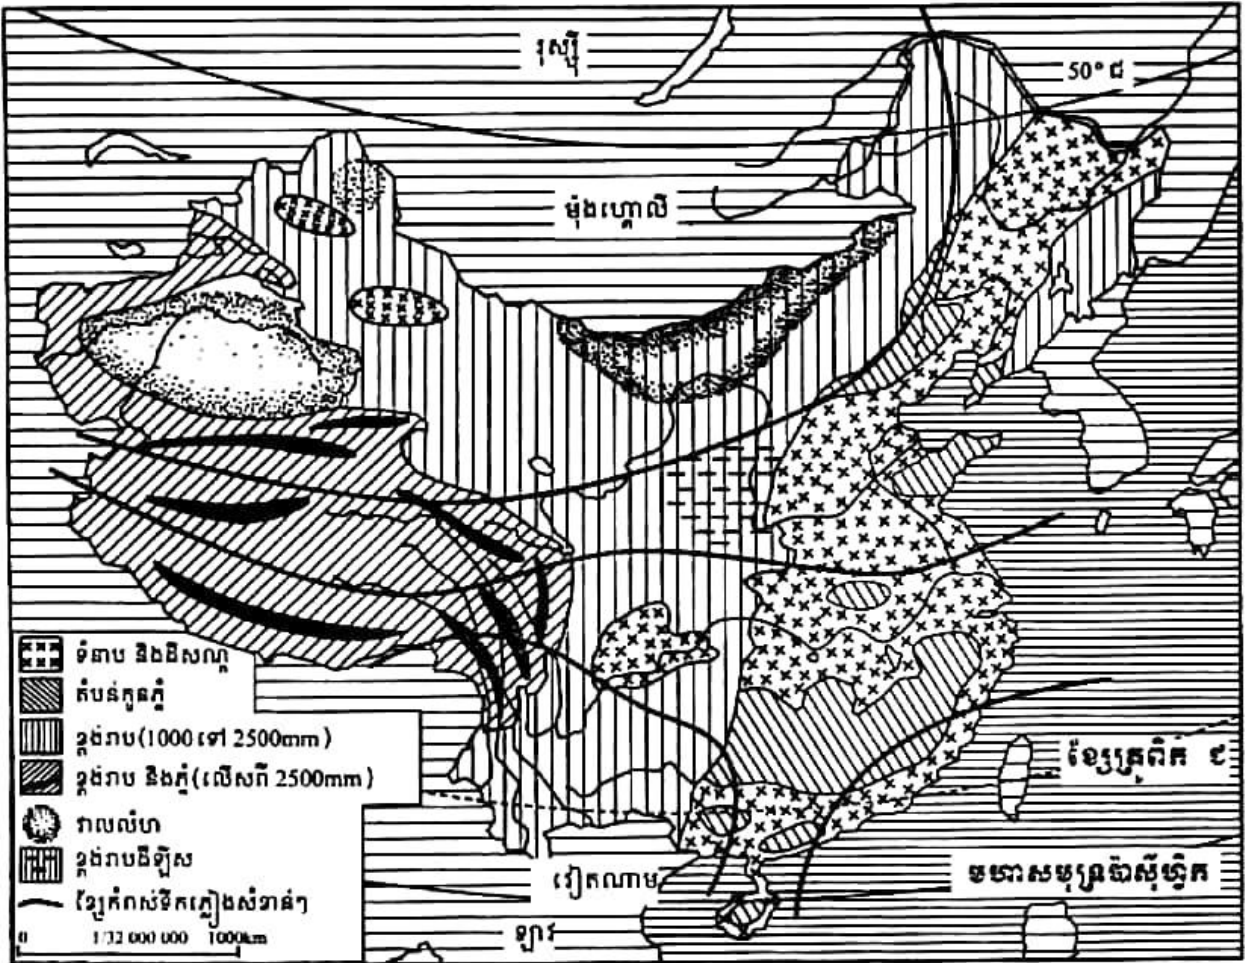 រុស្ស៊ី
50° ជ
ម៉ុងហ្គោលី
ទំនាប និងដីសណ្ដ
តំបន់កូនភ្នំ
ខ្ពង់រាប (1000 ទៅ 2500mm)
ខ្ពង់រាប និងភ្នំ (លើសពី 2500mm)
វាលលំហ
ខ្ពង់រាបដីឡឺស
ខ្សែកំពស់ទឹកភ្លៀងសំខាន់ៗ
0 1/32 000 000 1000km
ខ្សែត្រូពិក ជ
វៀតណាម
មហាសមុទ្រប៉ាស៊ីហ្វិក
ឡាវ